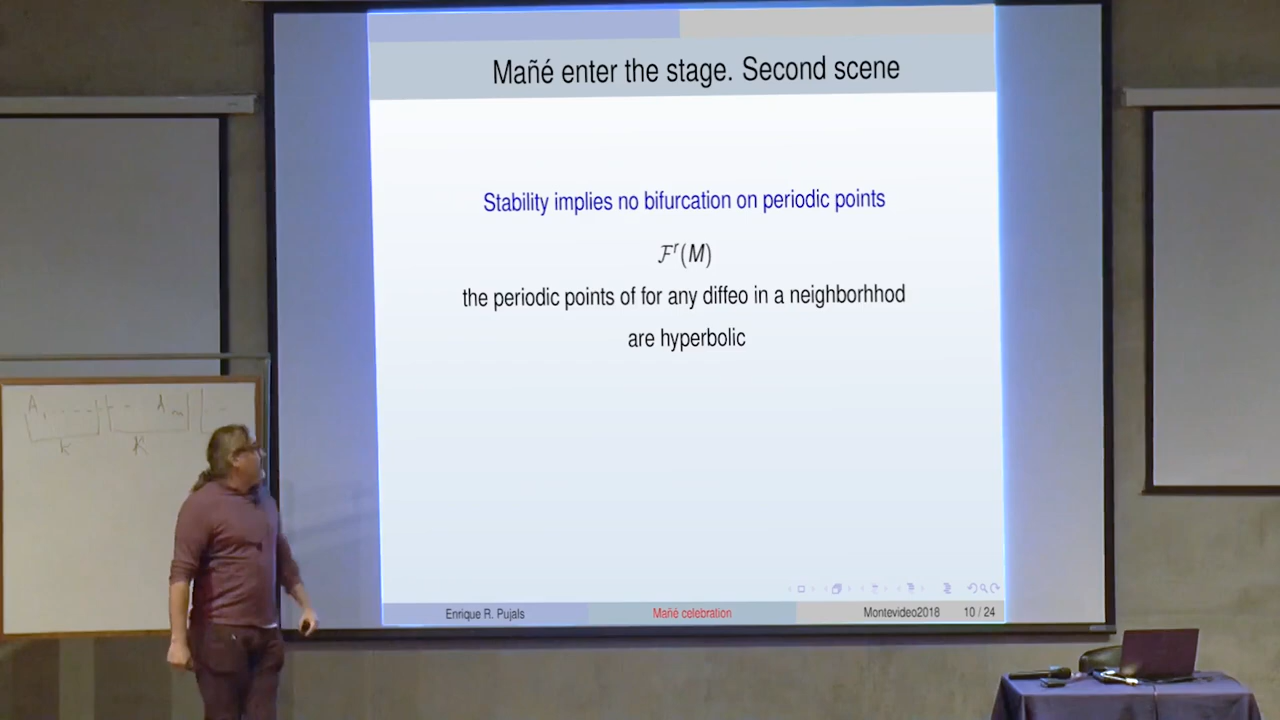 Mañé enter the stage. Second scene
Stability implies no bifurcation on periodic points
ℱʳ(M)
the periodic points of for any diffeo in a neighborhhod
are hyperbolic
Enrique R. Pujals Mañé celebration Montevideo2018 10 / 24
K K